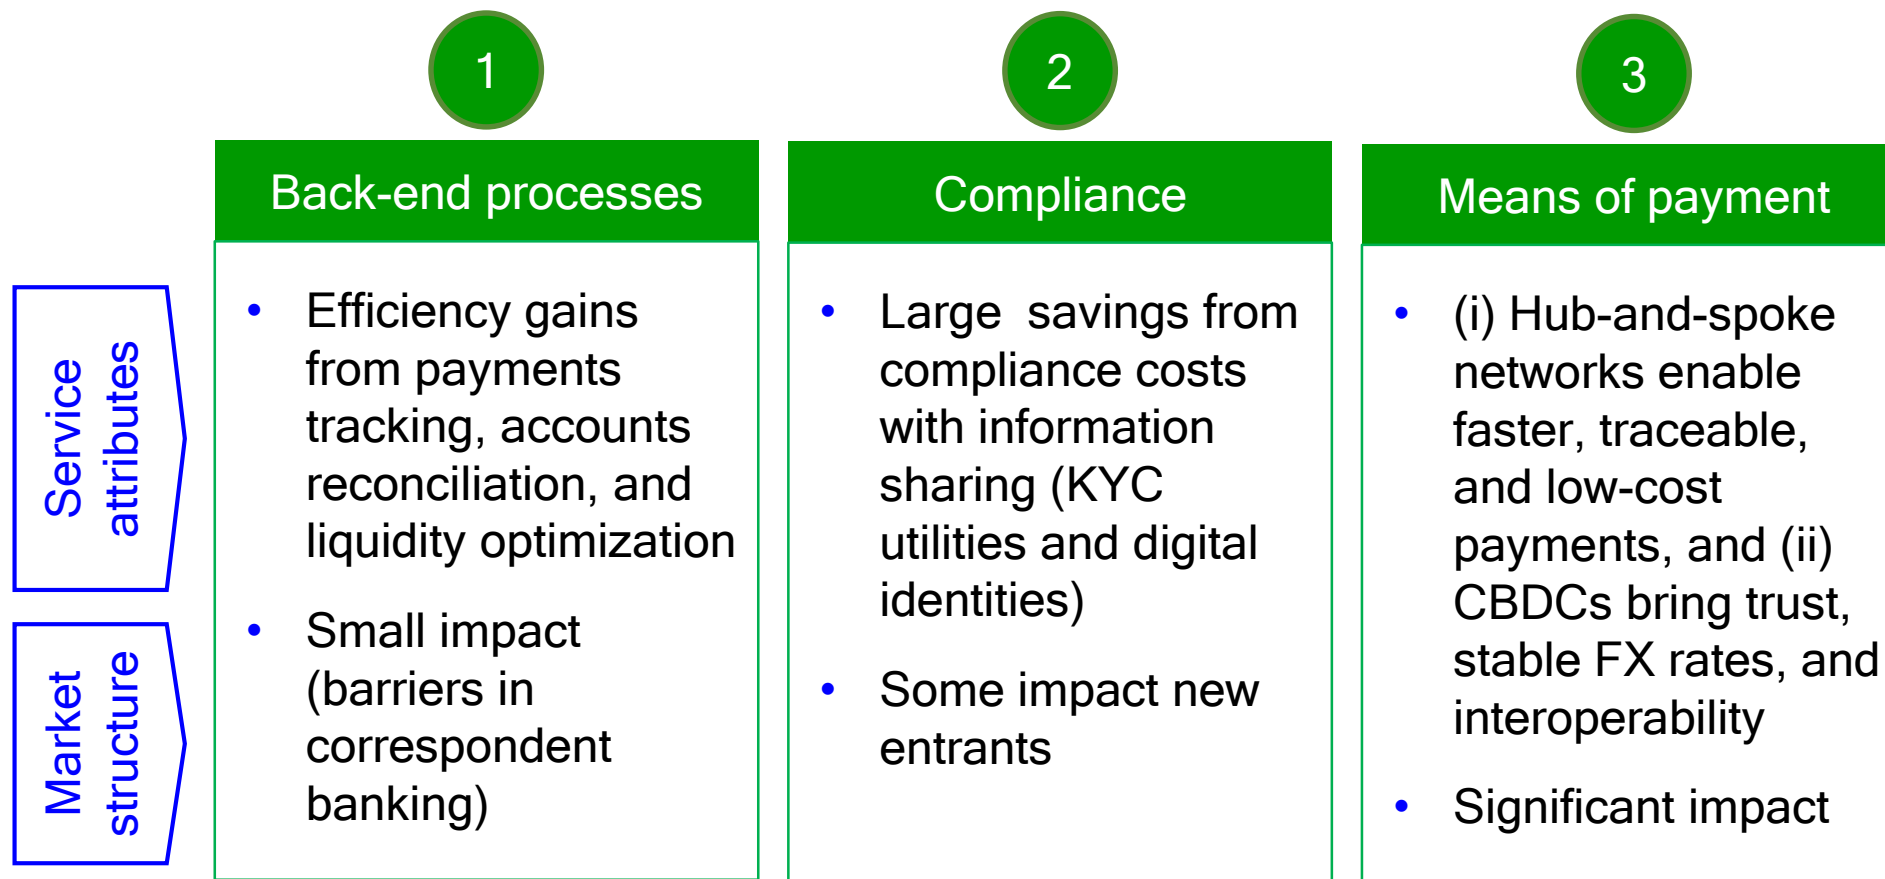 1
2
3
Back-end processes
Compliance
Means of payment
Service
attributes
Market
structure
• Efficiency gains
from payments
tracking, accounts
reconciliation, and
liquidity optimization
• Small impact
(barriers in
correspondent
banking)
• Large  savings from
compliance costs
with information
sharing (KYC
utilities and digital
identities)
• Some impact new
entrants
• (i) Hub-and-spoke
networks enable
faster, traceable,
and low-cost
payments, and (ii)
CBDCs bring trust,
stable FX rates, and
interoperability
• Significant impact